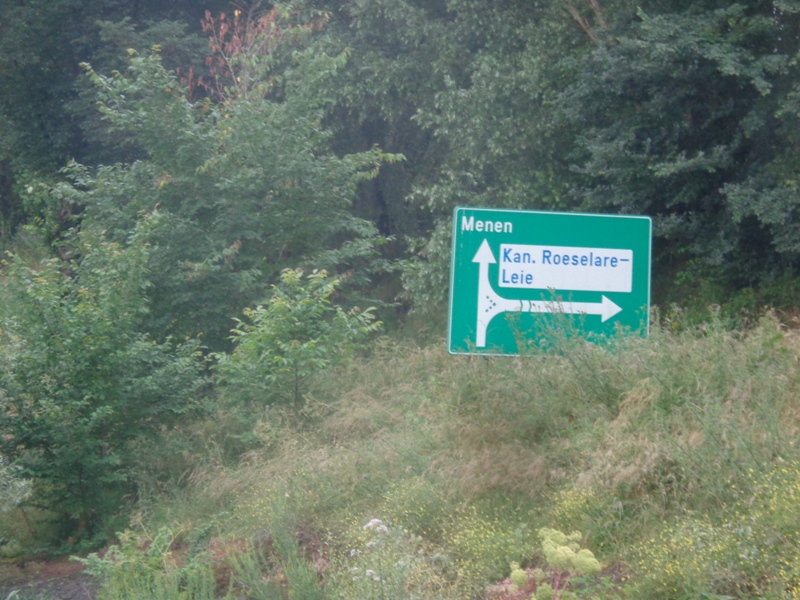 Menen
Kan. Roeselare-
Leie